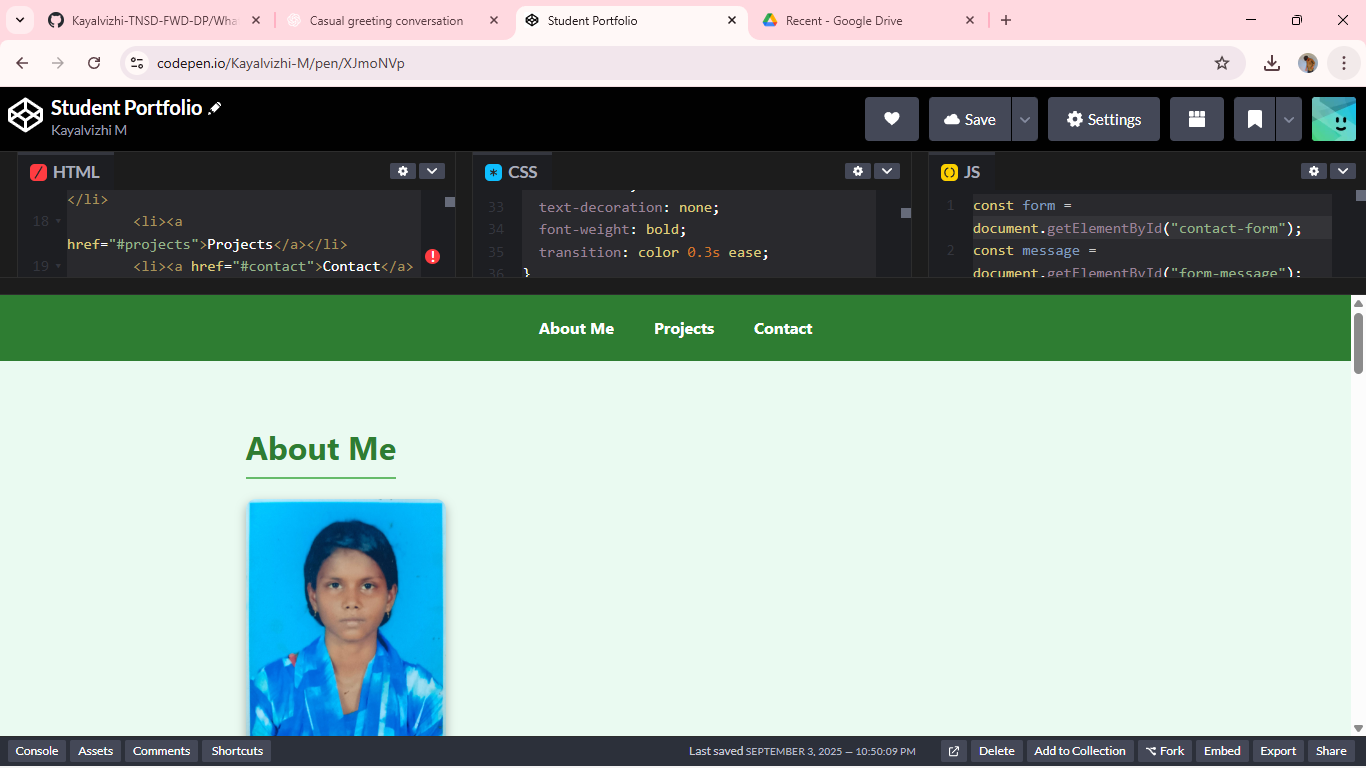 Kayalvizhi-TNSD-FWD-DP/Wha
Casual greeting conversation
Student Portfolio
Recent - Google Drive
codepen.io/Kayalvizhi-M/pen/XJmoNVp
Student Portfolio
Kayalvizhi M
Save
Settings
HTML
</li>
18 <li><a
href="#projects">Projects</a></li>
19 <li><a href="#contact">Contact</a>
CSS
33 text-decoration: none;
34 font-weight: bold;
35 transition: color 0.3s ease;
36 }
JS
1 const form =
document.getElementById("contact-form");
2 const message =
document.getElementById("form-message");
About Me Projects Contact
About Me
Console Assets Comments Shortcuts Last saved SEPTEMBER 3, 2025 — 10:50:09 PM Delete Add to Collection Fork Embed Export Share